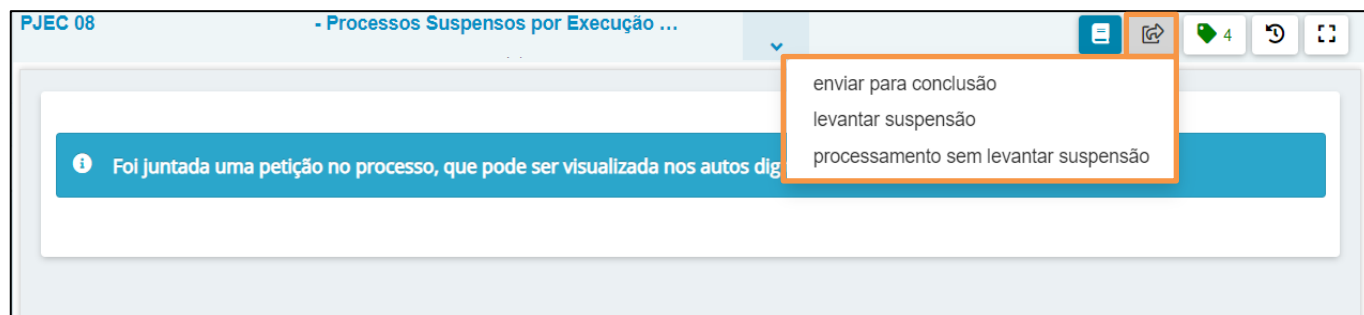 PJEC 08 - Processos Suspensos por Execução ...
4
enviar para conclusão
levantar suspensão
processamento sem levantar suspensão
Foi juntada uma petição no processo, que pode ser visualizada nos autos dig